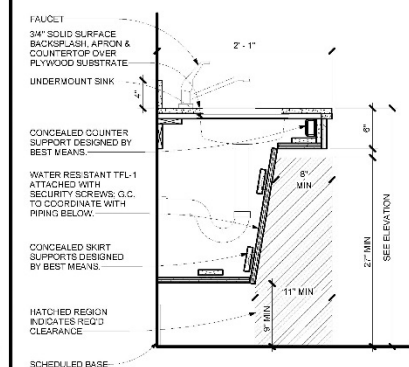 FAUCET
3/4" SOLID SURFACE
BACKSPLASH, APRON &
COUNTERTOP OVER
PLYWOOD SUBSTRATE
UNDERMOUNT SINK
2' - 1"
4"
CONCEALED COUNTER
SUPPORT DESIGNED BY
BEST MEANS.
6"
WATER RESISTANT TFL-1
ATTACHED WITH
SECURITY SCREWS; G.C.
TO COORDINATE WITH
PIPING BELOW.
8"
MIN
27" MIN
SEE ELEVATION
CONCEALED SKIRT
SUPPORTS DESIGNED
BY BEST MEANS.
11" MIN
9" MIN
HATCHED REGION
INDICATES REQ'D
CLEARANCE
SCHEDULED BASE